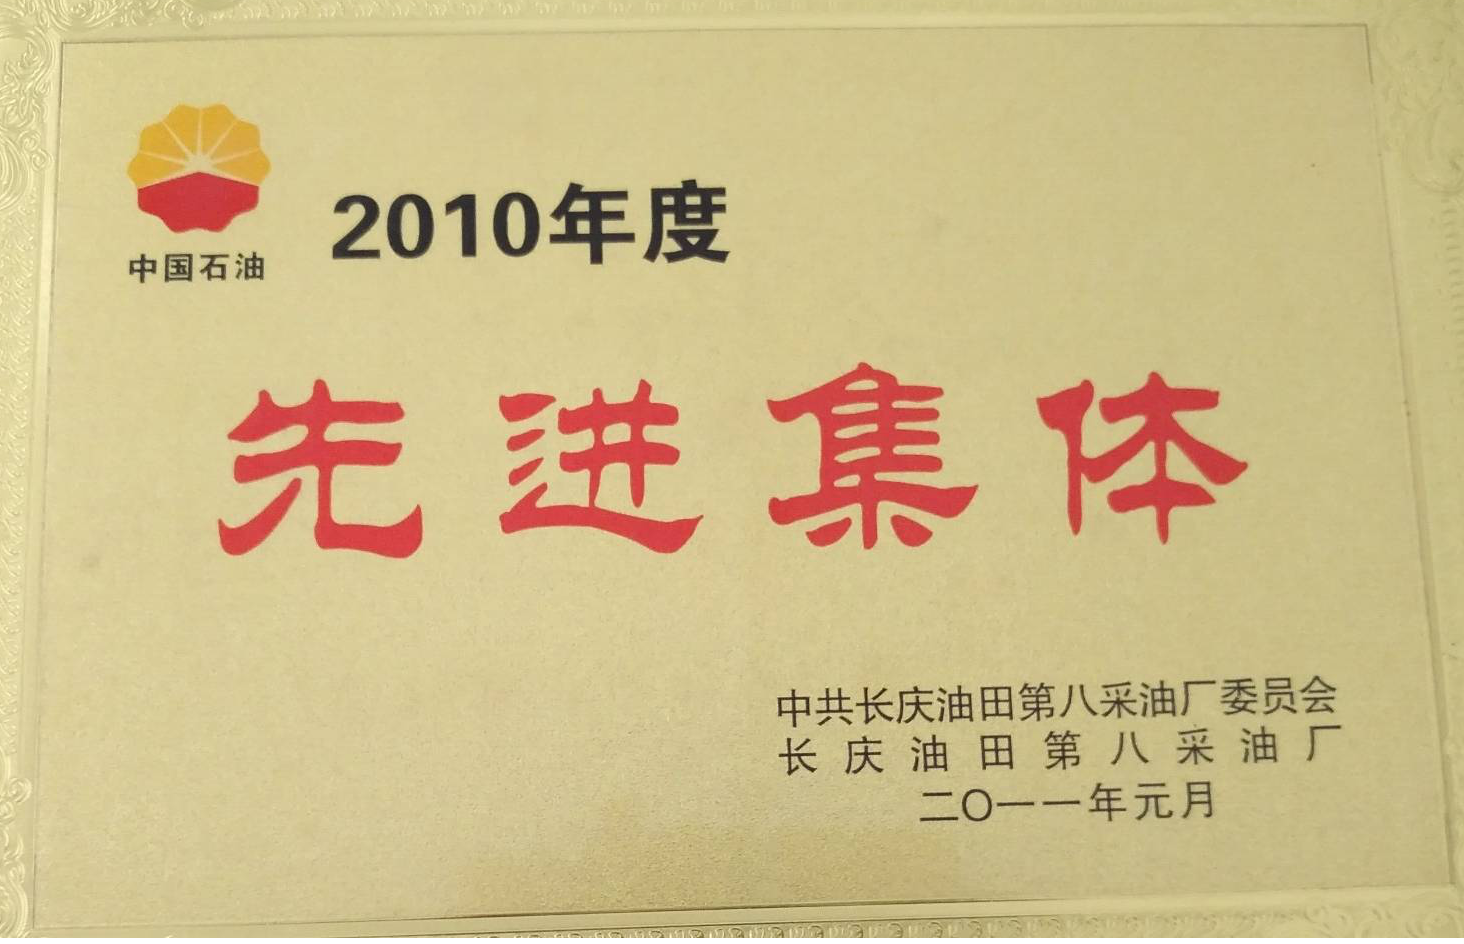 中国石油
2010年度
先进集体
中共长庆油田第八采油厂委员会
长庆油田第八采油厂
二〇一一年元月